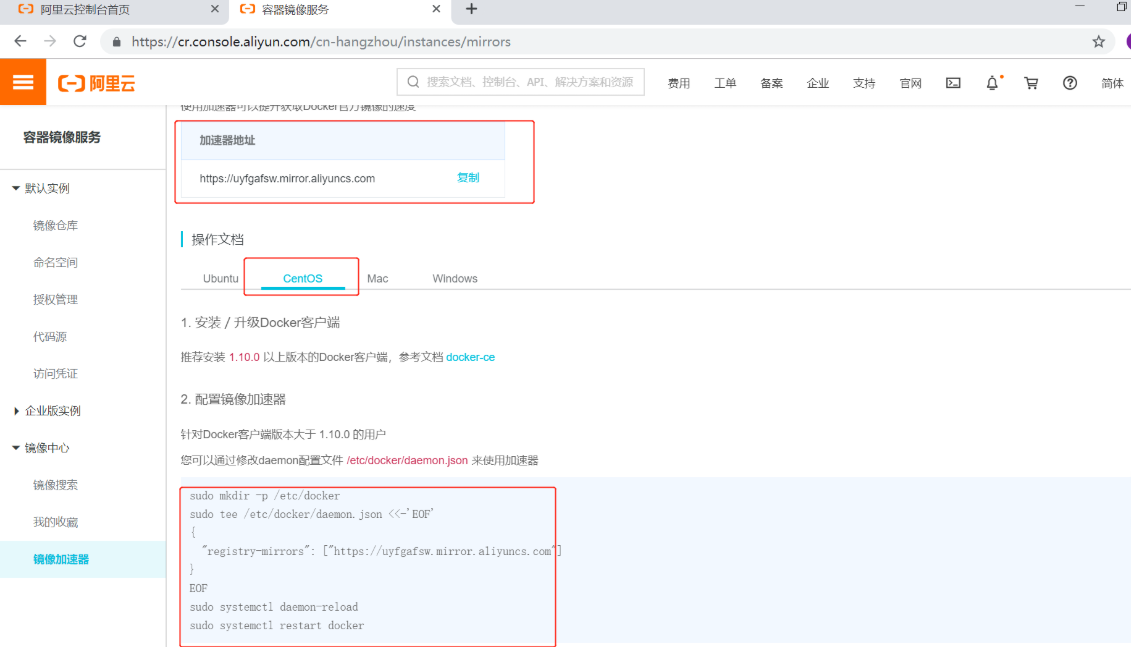 阿里云控制台首页
容器镜像服务
https://cr.console.aliyun.com/cn-hangzhou/instances/mirrors
阿里云
搜索文档、控制台、API、解决方案和资源
费用 工单 备案 企业 支持 官网 简体
容器镜像服务
默认实例
镜像仓库
命名空间
授权管理
代码源
访问凭证
企业版实例
镜像中心
镜像搜索
我的收藏
镜像加速器
使用加速器可以提升获取Docker官方镜像的速度
加速器地址
https://uyfgafsw.mirror.aliyuncs.com 复制
操作文档
Ubuntu CentOS Mac Windows
1. 安装 / 升级Docker客户端
推荐安装 1.10.0 以上版本的Docker客户端，参考文档 docker-ce
2. 配置镜像加速器
针对Docker客户端版本大于 1.10.0 的用户
您可以通过修改daemon配置文件 /etc/docker/daemon.json 来使用加速器
sudo mkdir -p /etc/docker
sudo tee /etc/docker/daemon.json <<-'EOF'
{
"registry-mirrors": ["https://uyfgafsw.mirror.aliyuncs.com"]
}
EOF
sudo systemctl daemon-reload
sudo systemctl restart docker